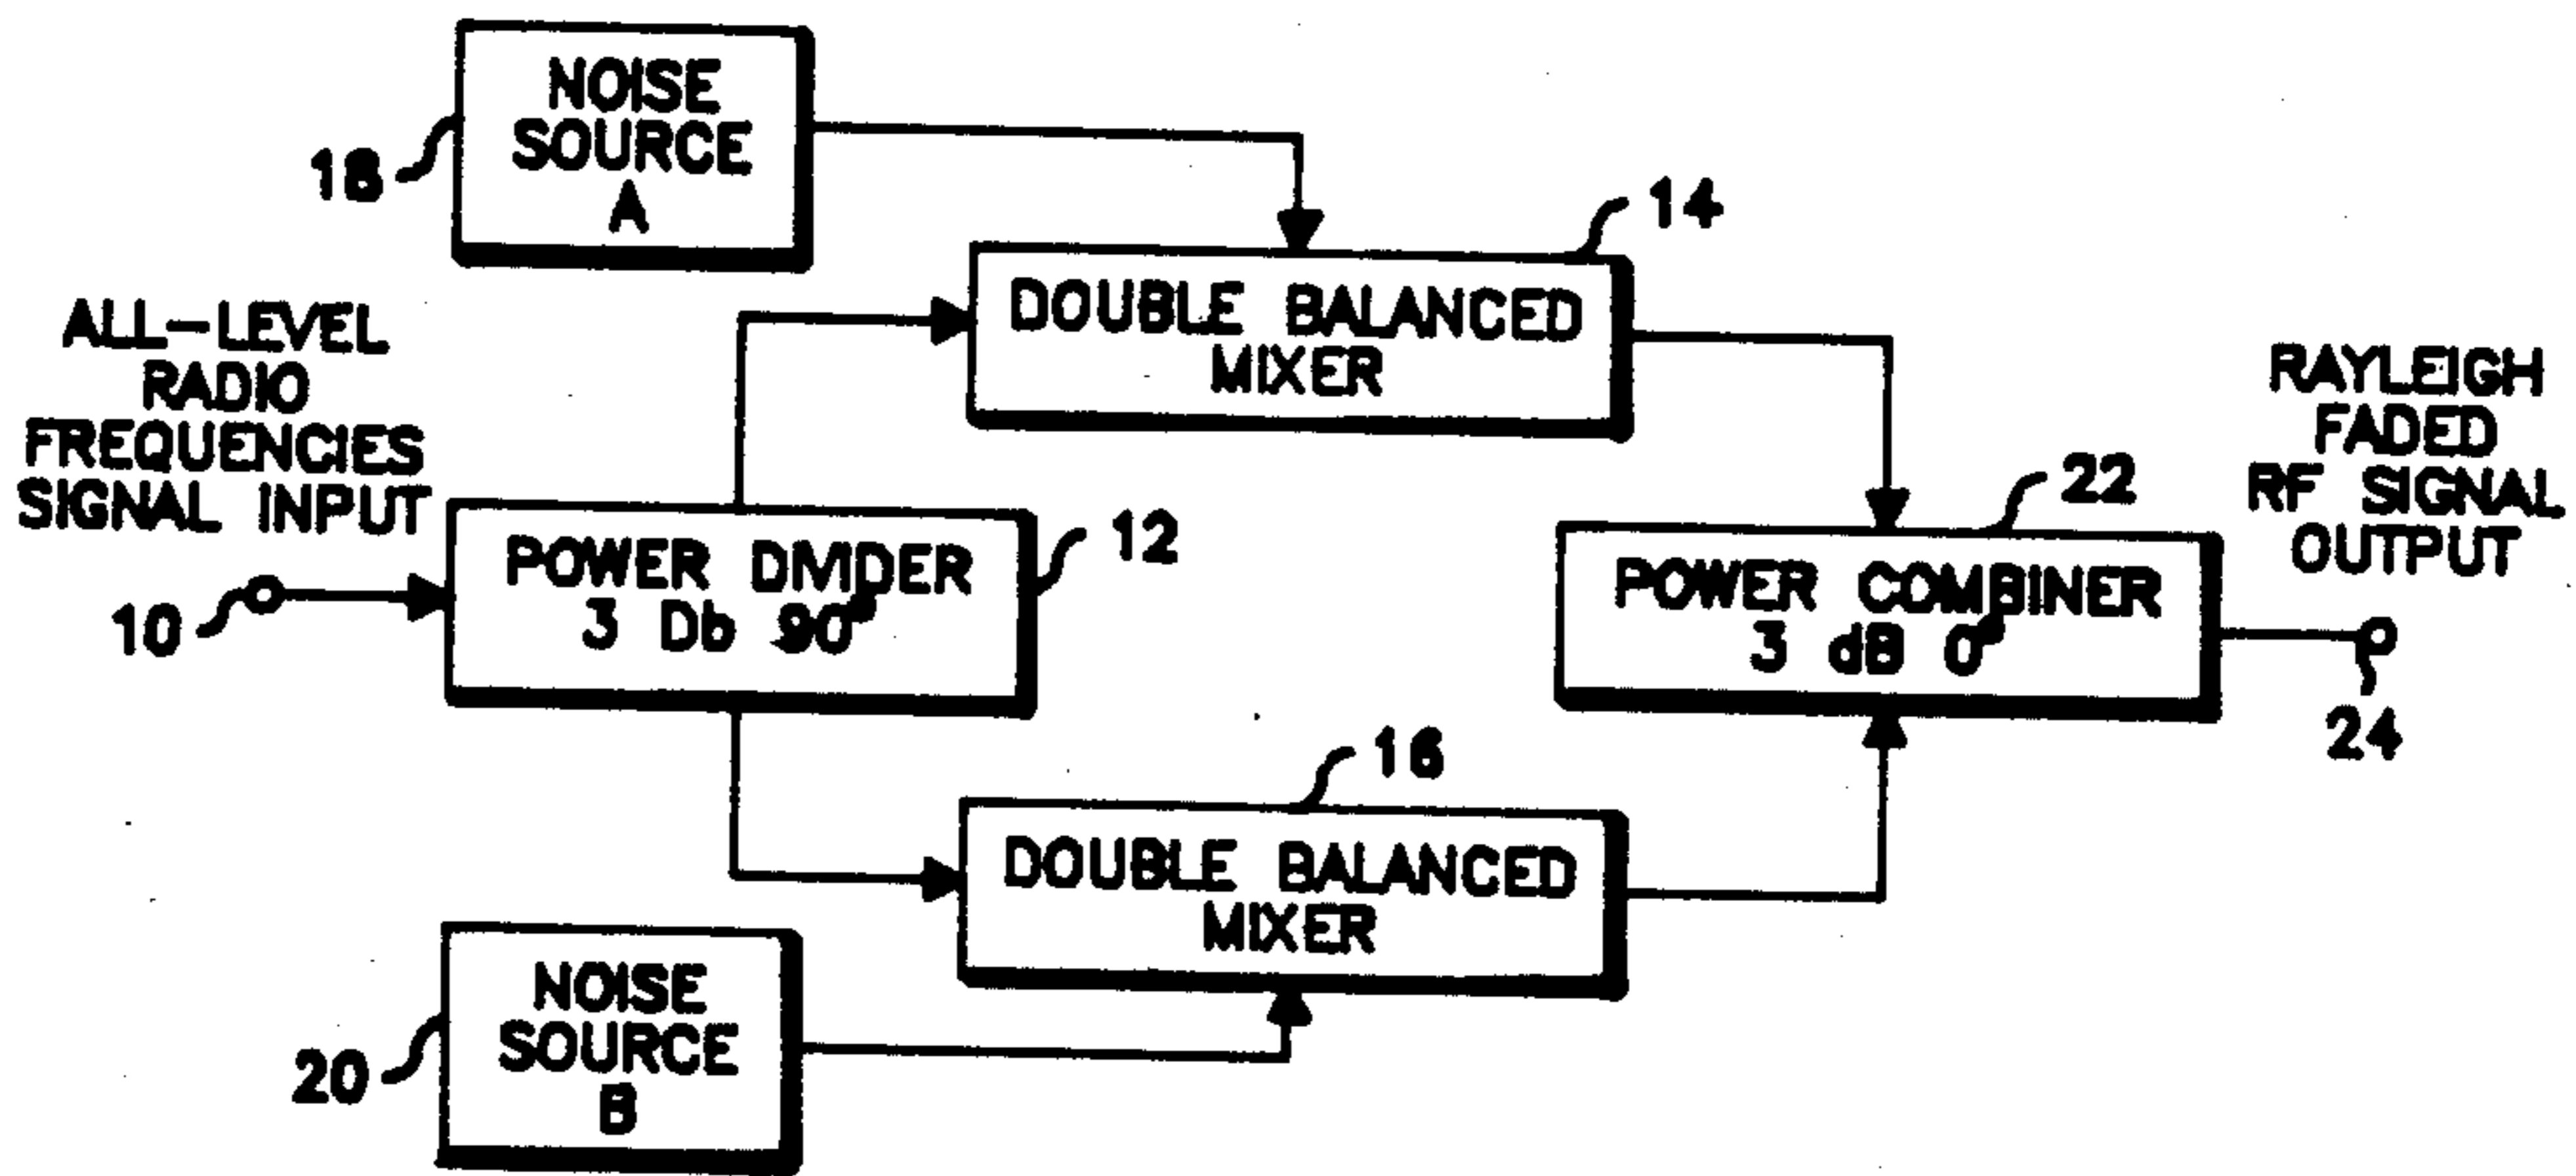 NOISE
SOURCE
A
18
14
DOUBLE BALANCED
MIXER
ALL-LEVEL
RADIO
FREQUENCIES
SIGNAL INPUT
10
POWER DIVIDER
3 Db 90°
12
22
POWER COMBINER
3 dB 0°
RAYLEIGH
FADED
RF SIGNAL
OUTPUT
24
16
DOUBLE BALANCED
MIXER
NOISE
SOURCE
B
20